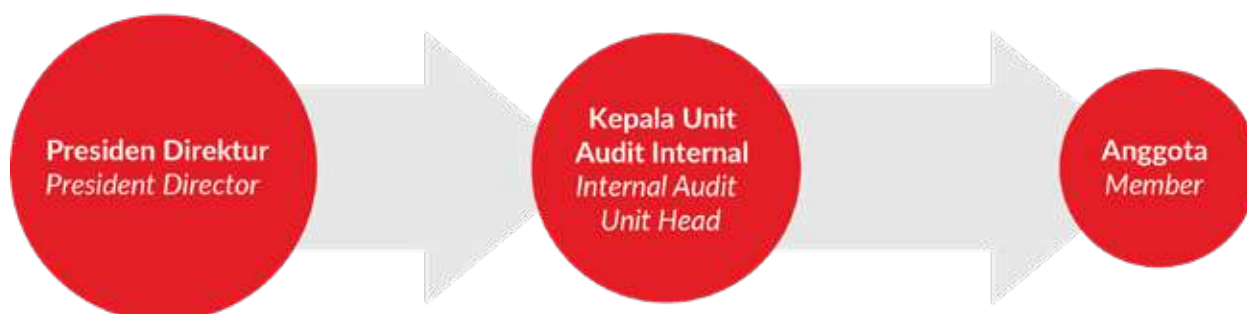 Presiden Direktur
President Director
Kepala Unit
Audit Internal
Internal Audit
Unit Head
Anggota
Member